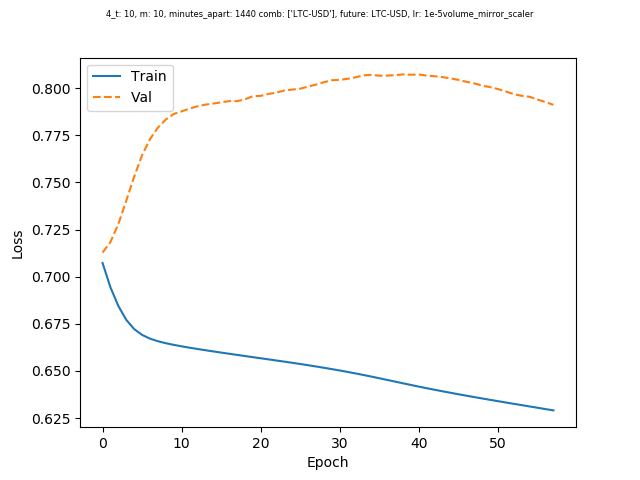 4_t: 10, m: 10, minutes_apart: 1440 comb: ['LTC-USD'], future: LTC-USD, lr: 1e-5volume_mirror_scaler
Train
Val
0.800
0.775
0.750
0.725
0.700
0.675
0.650
0.625
Loss
0 10 20 30 40 50
Epoch